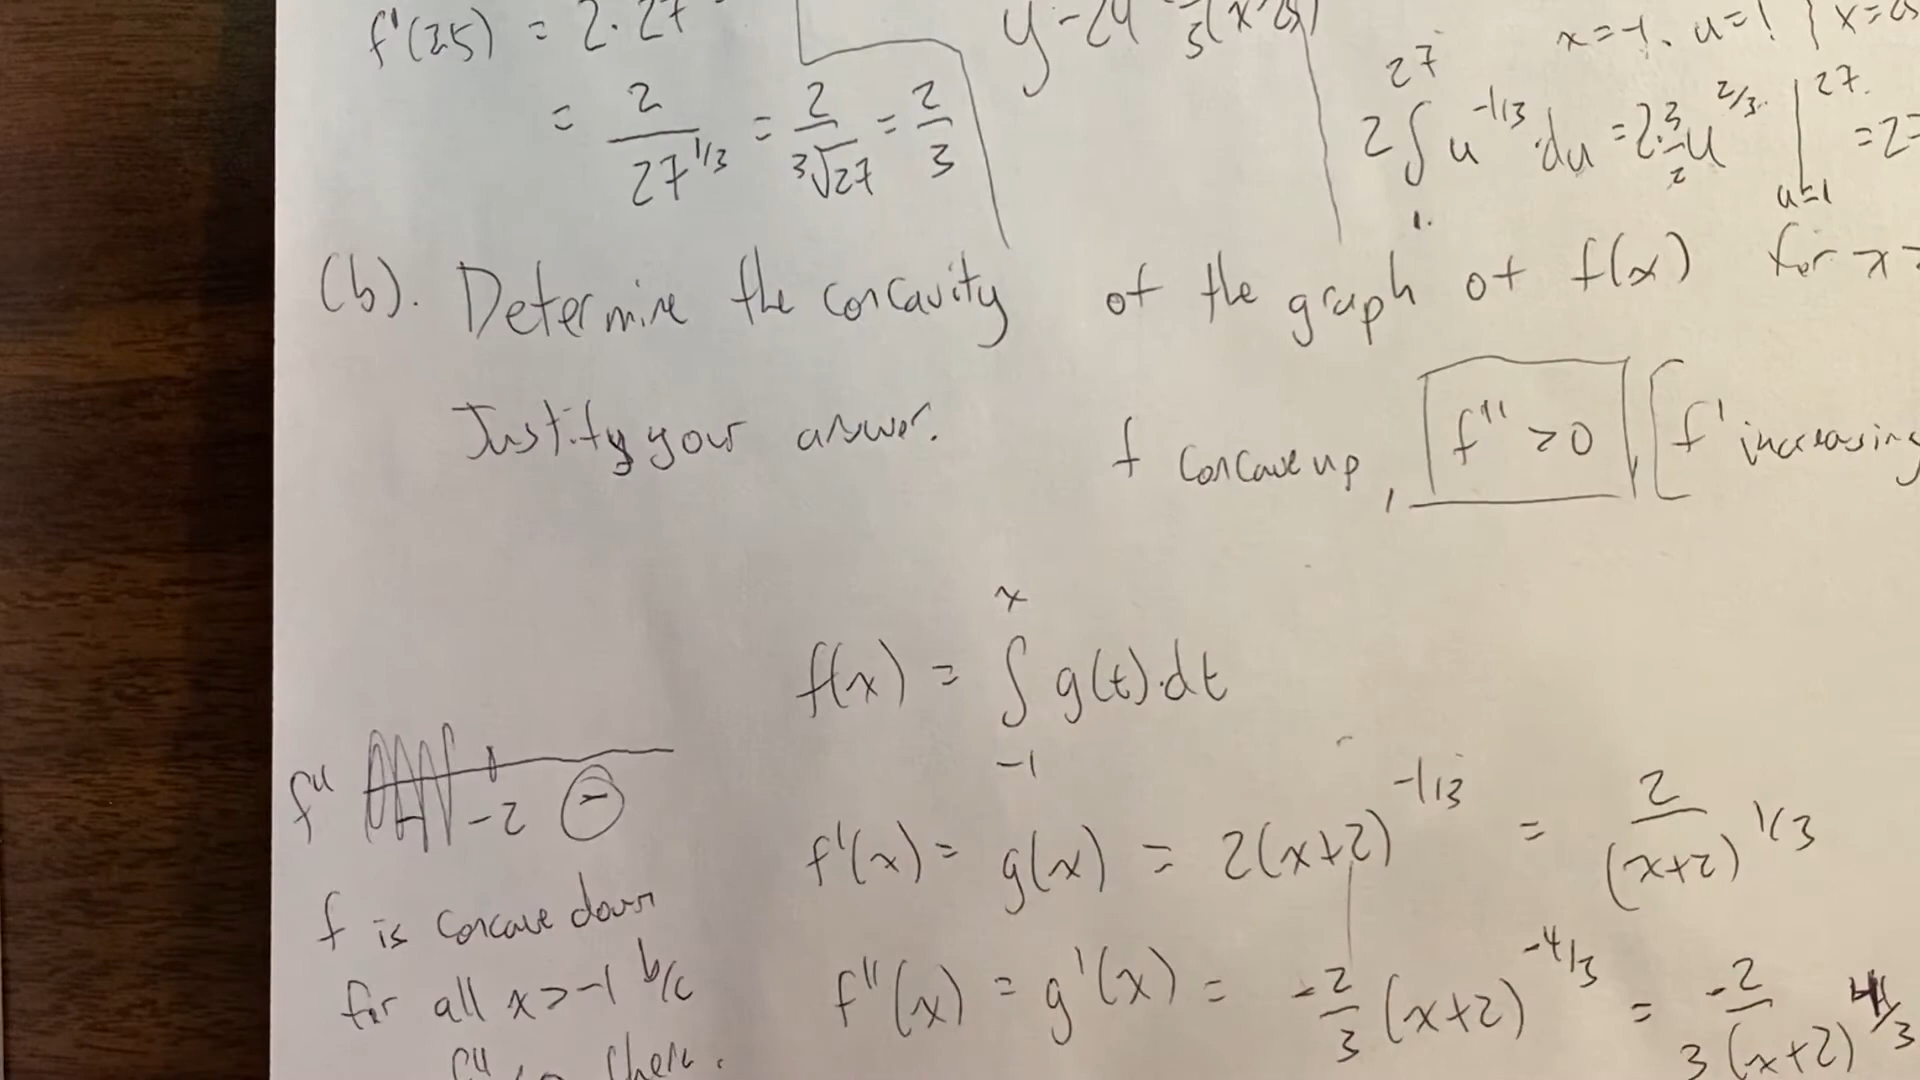 f'(25) = 2·27
= 2/27^1/3 = 2/∛27 = 2/3
y-24
x=-1, u=1
2∫_1^27 u^-1/3 du = 2·3/2 u^2/3 |_u=1^27 = 2
(b). Determine the concavity of the graph of f(x) for x
Justify your answer.
f concave up, f''>0, f' increasing
f(x) = ∫_-1^x g(t)·dt
f'(x) = g(x) = 2(x+2)^-1/3 = 2/(x+2)^1/3
f''(x) = g'(x) = -2/3 (x+2)^-4/3 = -2/3(x+2)^4/3
f'' -2 -
f is concave down
for all x>-1 b/c
there.